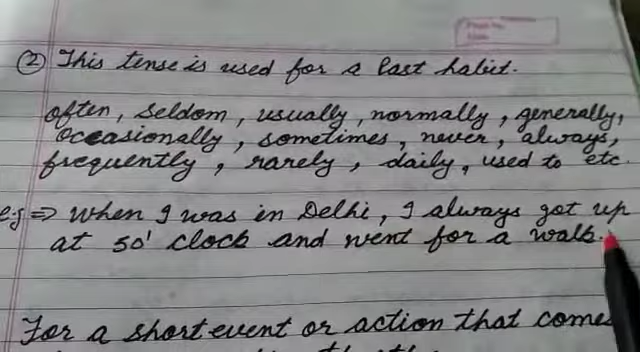 ② This tense is used for a Past habit.
often, seldom, usually, normally, generally,
occasionally, sometimes, never, always,
frequently, rarely, daily, used to etc.
e.g ⇒ When I was in Delhi, I always got up
at 5o' clock and went for a walk.
For a short event or action that comes